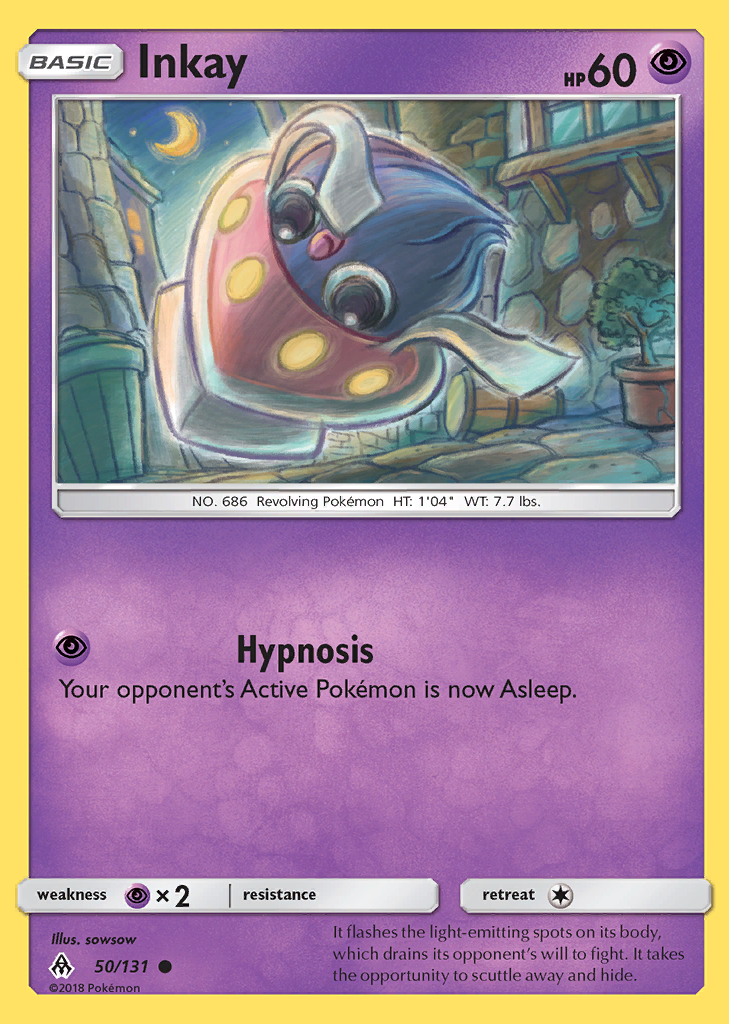 BASIC Inkay HP60
NO. 686 Revolving Pokémon HT: 1'04" WT: 7.7 lbs.
Hypnosis
Your opponent's Active Pokémon is now Asleep.
weakness × 2 resistance retreat
Illus. sowsow
50/131
©2018 Pokémon
It flashes the light-emitting spots on its body,
which drains its opponent's will to fight. It takes
the opportunity to scuttle away and hide.